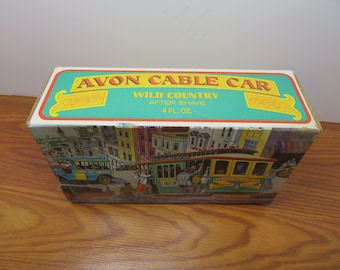 AVON CABLE CAR
WILD COUNTRY
AFTER SHAVE
4 FL. OZ.